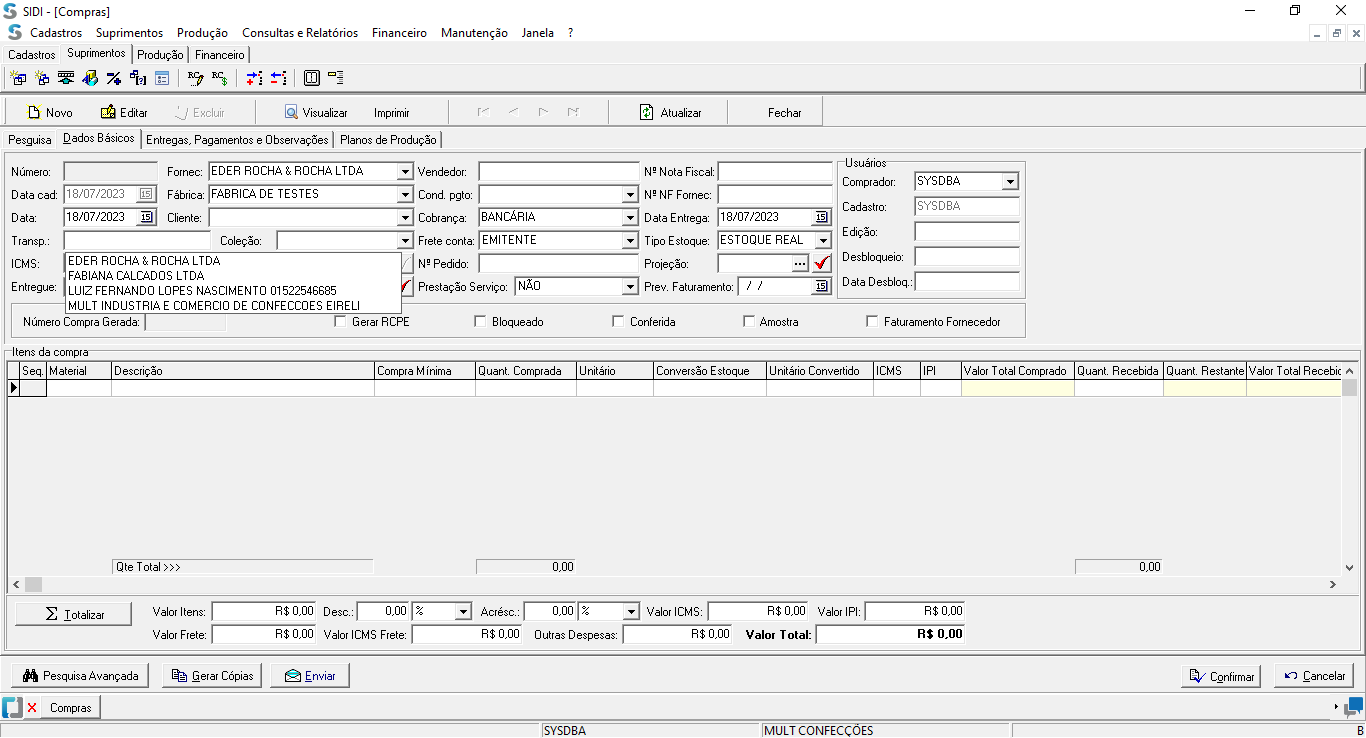 SIDI - [Compras]
Cadastros Suprimentos Produção Consultas e Relatórios Financeiro Manutenção Janela ?
Cadastros Suprimentos Produção Financeiro
Novo Editar Excluir Visualizar Imprimir Atualizar Fechar
Pesquisa Dados Básicos Entregas, Pagamentos e Observações Planos de Produção
Número: Fornec: EDER ROCHA & ROCHA LTDA Vendedor: Nº Nota Fiscal: Usuários
Data cad: 18/07/2023 15 Fábrica: FABRICA DE TESTES Cond. pgto: Nº NF Fornec: Comprador: SYSDBA
Data: 18/07/2023 15 Cliente: Cobrança: BANCÁRIA Data Entrega: 18/07/2023 15 Cadastro: SYSDBA
Transp.: Coleção: Frete conta: EMITENTE Tipo Estoque: ESTOQUE REAL Edição:
ICMS: Nº Pedido: Projeção: ... Desbloqueio:
Entregue: Prestação Serviço: NÃO Prev. Faturamento: / / 15 Data Desbloq.:
EDER ROCHA & ROCHA LTDA
FABIANA CALCADOS LTDA
LUIZ FERNANDO LOPES NASCIMENTO 01522546685
MULT INDUSTRIA E COMERCIO DE CONFECCOES EIRELI
Número Compra Gerada: Gerar RCPE Bloqueado Conferida Amostra Faturamento Fornecedor
Itens da compra
Seq. Material Descrição Compra Mínima Quant. Comprada Unitário Conversão Estoque Unitário Convertido ICMS IPI Valor Total Comprado Quant. Recebida Quant. Restante Valor Total Recebic
Qte Total >>> 0,00 0,00
Totalizar Valor Itens: R$ 0,00 Desc.: 0,00 % Acrésc.: 0,00 % Valor ICMS: R$ 0,00 Valor IPI: R$ 0,00
Valor Frete: R$ 0,00 Valor ICMS Frete: R$ 0,00 Outras Despesas: R$ 0,00 Valor Total: R$ 0,00
Pesquisa Avançada Gerar Cópias Enviar Confirmar Cancelar
Compras
SYSDBA MULT CONFECÇÕES B